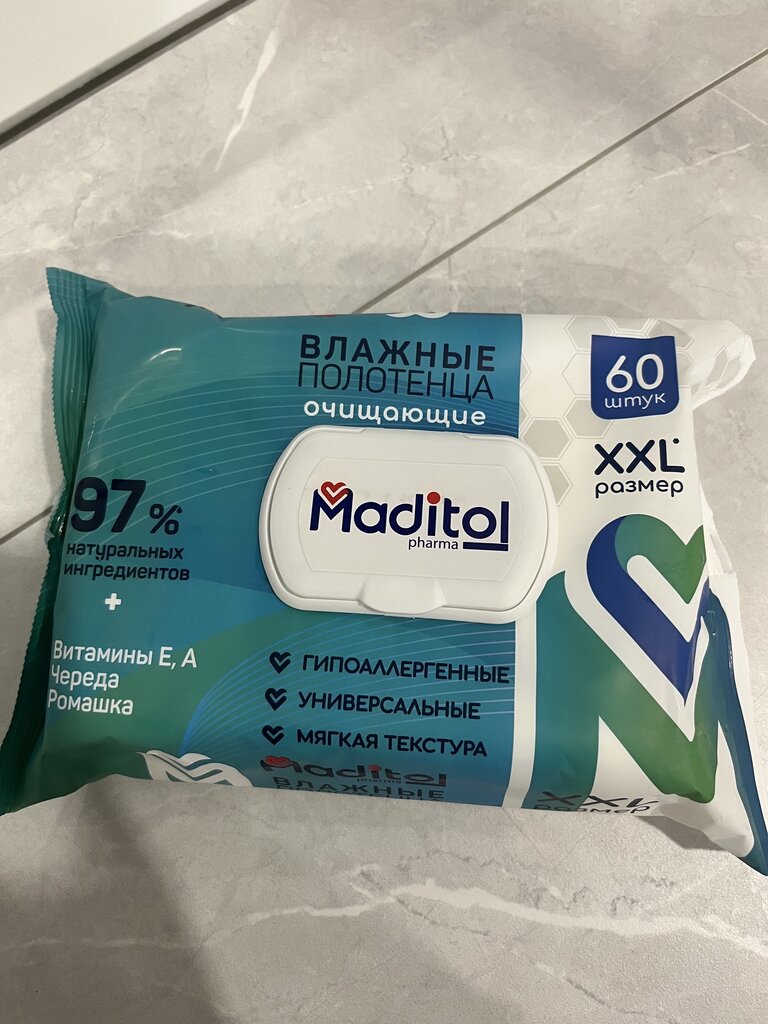 ВЛАЖНЫЕ
ПОЛОТЕНЦА
очищающие
60
штук
XXL
размер
Maditol
pharma
97%
натуральных
ингредиентов
+
Витамины Е, А
Череда
Ромашка
ГИПОАЛЛЕРГЕННЫЕ
УНИВЕРСАЛЬНЫЕ
МЯГКАЯ ТЕКСТУРА
Maditol
pharma
ВЛАЖНЫЕ
XXL
размер